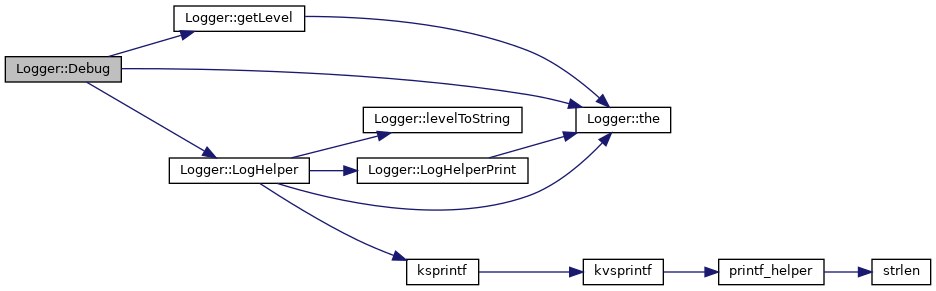 Logger::getLevel
Logger::Debug
Logger::levelToString
Logger::the
Logger::LogHelper
Logger::LogHelperPrint
ksprintf
kvsprintf
printf_helper
strlen